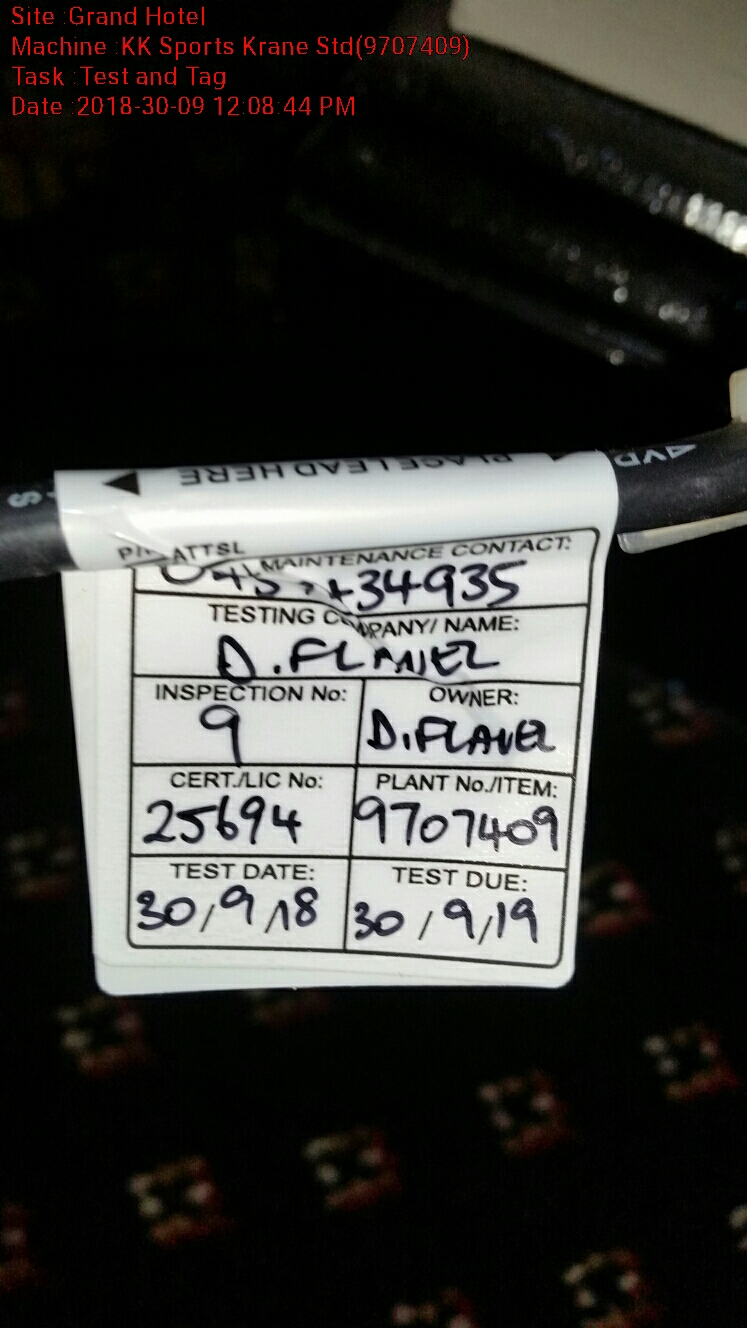 Site :Grand Hotel
Machine :KK Sports Krane Std(9707409)
Task :Test and Tag
Date :2018-30-09 12:08:44 PM
PLACE LEAD HERE
ATTSL
MAINTENANCE CONTACT:
34935
TESTING COMPANY/ NAME:
D. FLAVEL
INSPECTION No:
9
OWNER:
D. FLAVEL
CERT./LIC No:
25694
PLANT No./ITEM:
9707409
TEST DATE:
30/9/18
TEST DUE:
30/9/19